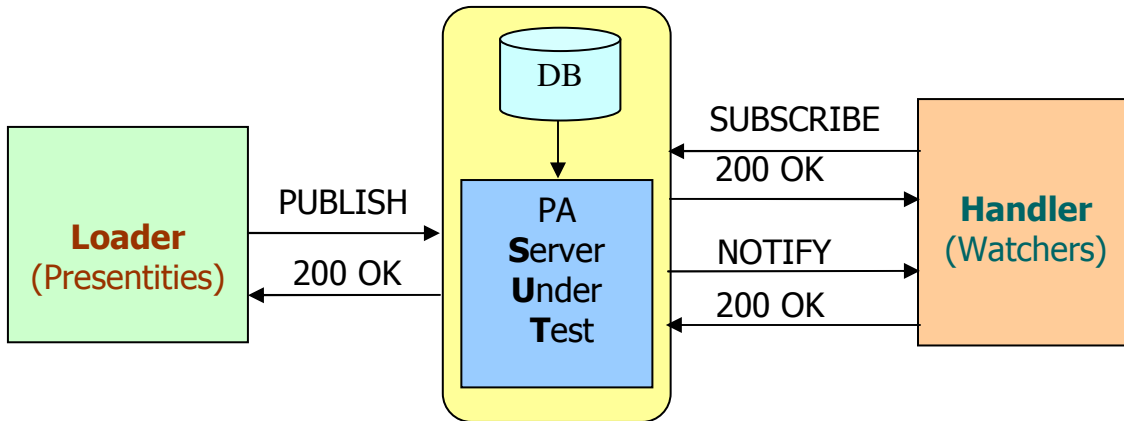 Loader
(Presentities)
PUBLISH
200 OK
DB
PA
Server
Under
Test
SUBSCRIBE
200 OK
NOTIFY
200 OK
Handler
(Watchers)